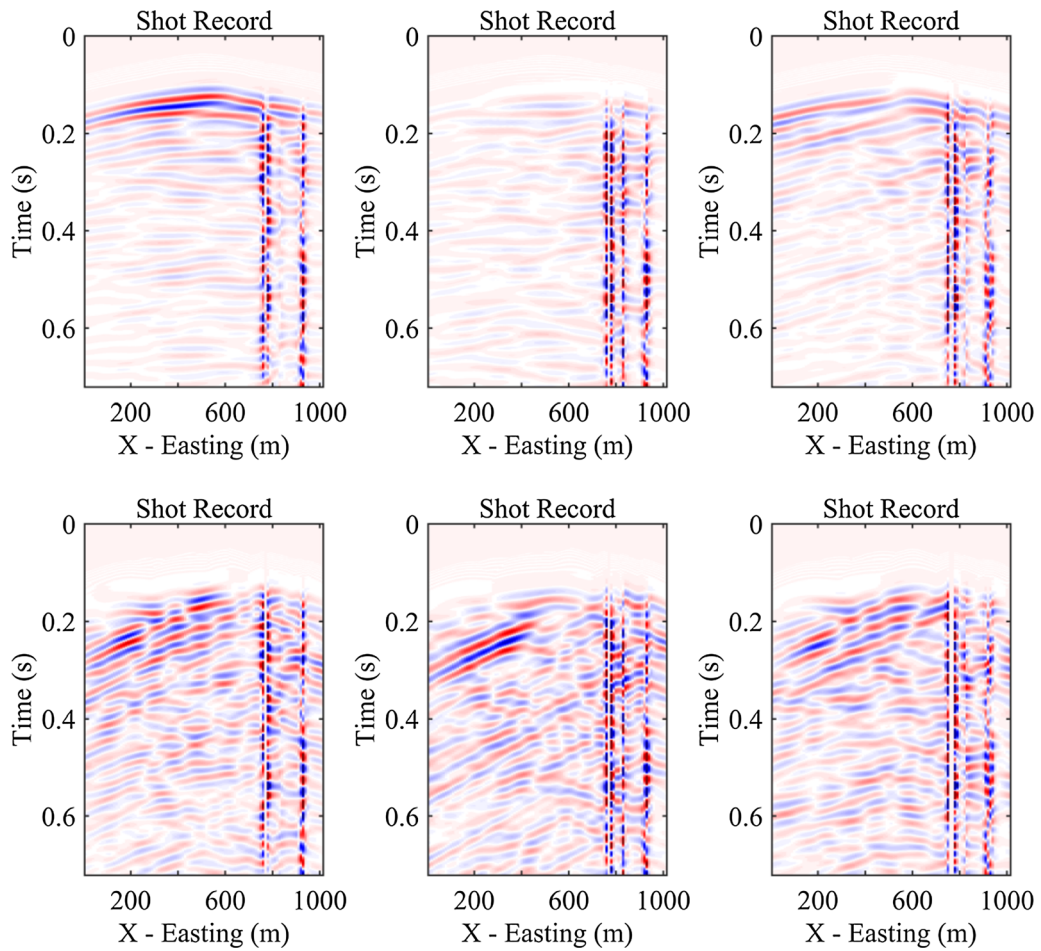 Shot Record Shot Record Shot Record
0 0 0
0.2 0.2 0.2
Time (s) Time (s) Time (s)
0.4 0.4 0.4
0.6 0.6 0.6
200 600 1000 200 600 1000 200 600 1000
X - Easting (m) X - Easting (m) X - Easting (m)
Shot Record Shot Record Shot Record
0 0 0
0.2 0.2 0.2
Time (s) Time (s) Time (s)
0.4 0.4 0.4
0.6 0.6 0.6
200 600 1000 200 600 1000 200 600 1000
X - Easting (m) X - Easting (m) X - Easting (m)